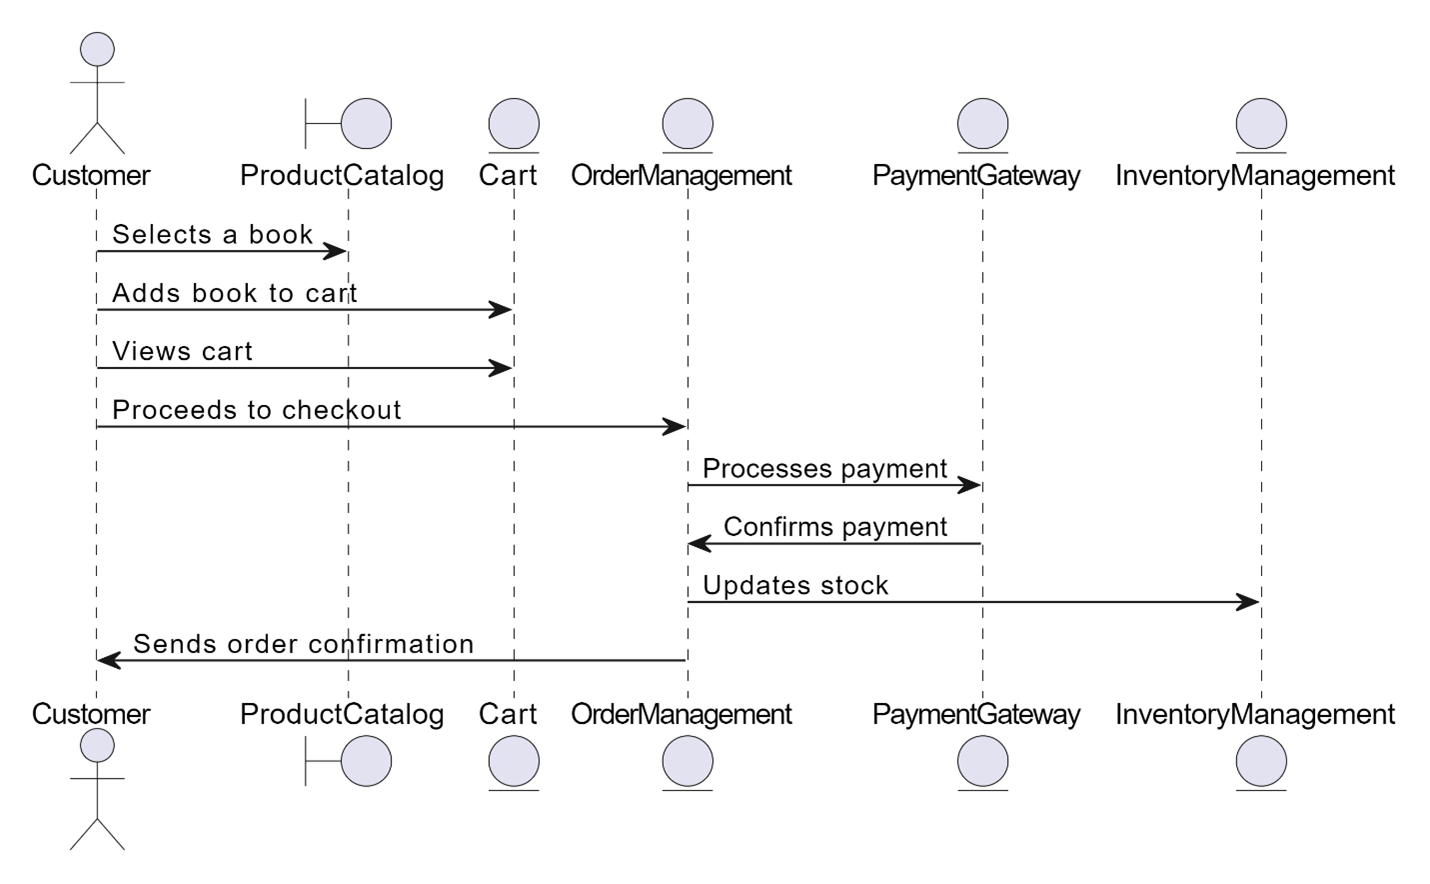 Customer ProductCatalog Cart OrderManagement PaymentGateway InventoryManagement
Selects a book
Adds book to cart
Views cart
Proceeds to checkout
Processes payment
Confirms payment
Updates stock
Sends order confirmation
Customer ProductCatalog Cart OrderManagement PaymentGateway InventoryManagement